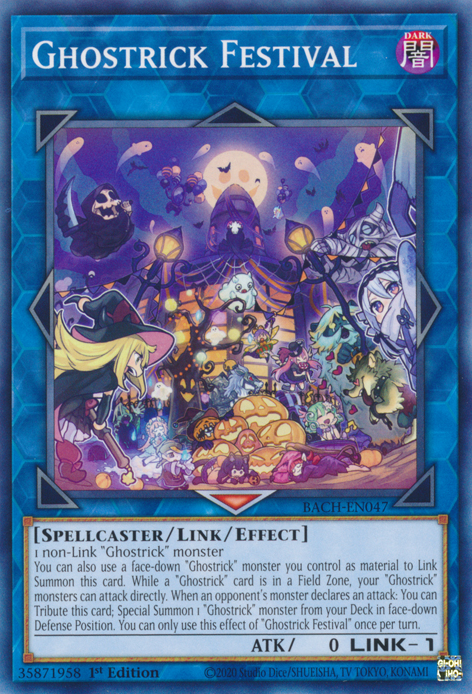 GHOSTRICK FESTIVAL
DARK
闇
BACH-EN047
[SPELLCASTER/LINK/EFFECT]
1 non-Link "Ghostrick" monster
You can also use a face-down "Ghostrick" monster you control as material to Link
Summon this card. While a "Ghostrick" card is in a Field Zone, your "Ghostrick"
monsters can attack directly. When an opponent's monster declares an attack: You can
Tribute this card; Special Summon 1 "Ghostrick" monster from your Deck in face-down
Defense Position. You can only use this effect of "Ghostrick Festival" once per turn.
ATK/ 0 LINK-1
35871958 1st Edition ©2020 Studio Dice/SHUEISHA, TV TOKYO, KONAMI